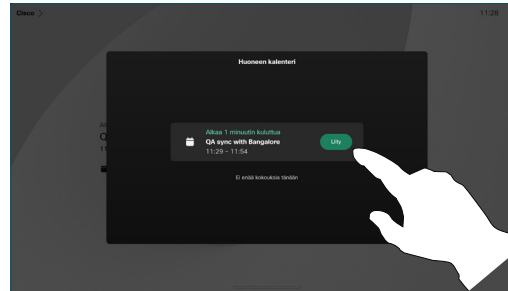 Cisco
11:28
Huoneen kalenteri
Alkaa 1 minuutin kuluttua
QA sync with Bangalore
11:29 – 11:54
Liity
Ei enää kokouksia tänään